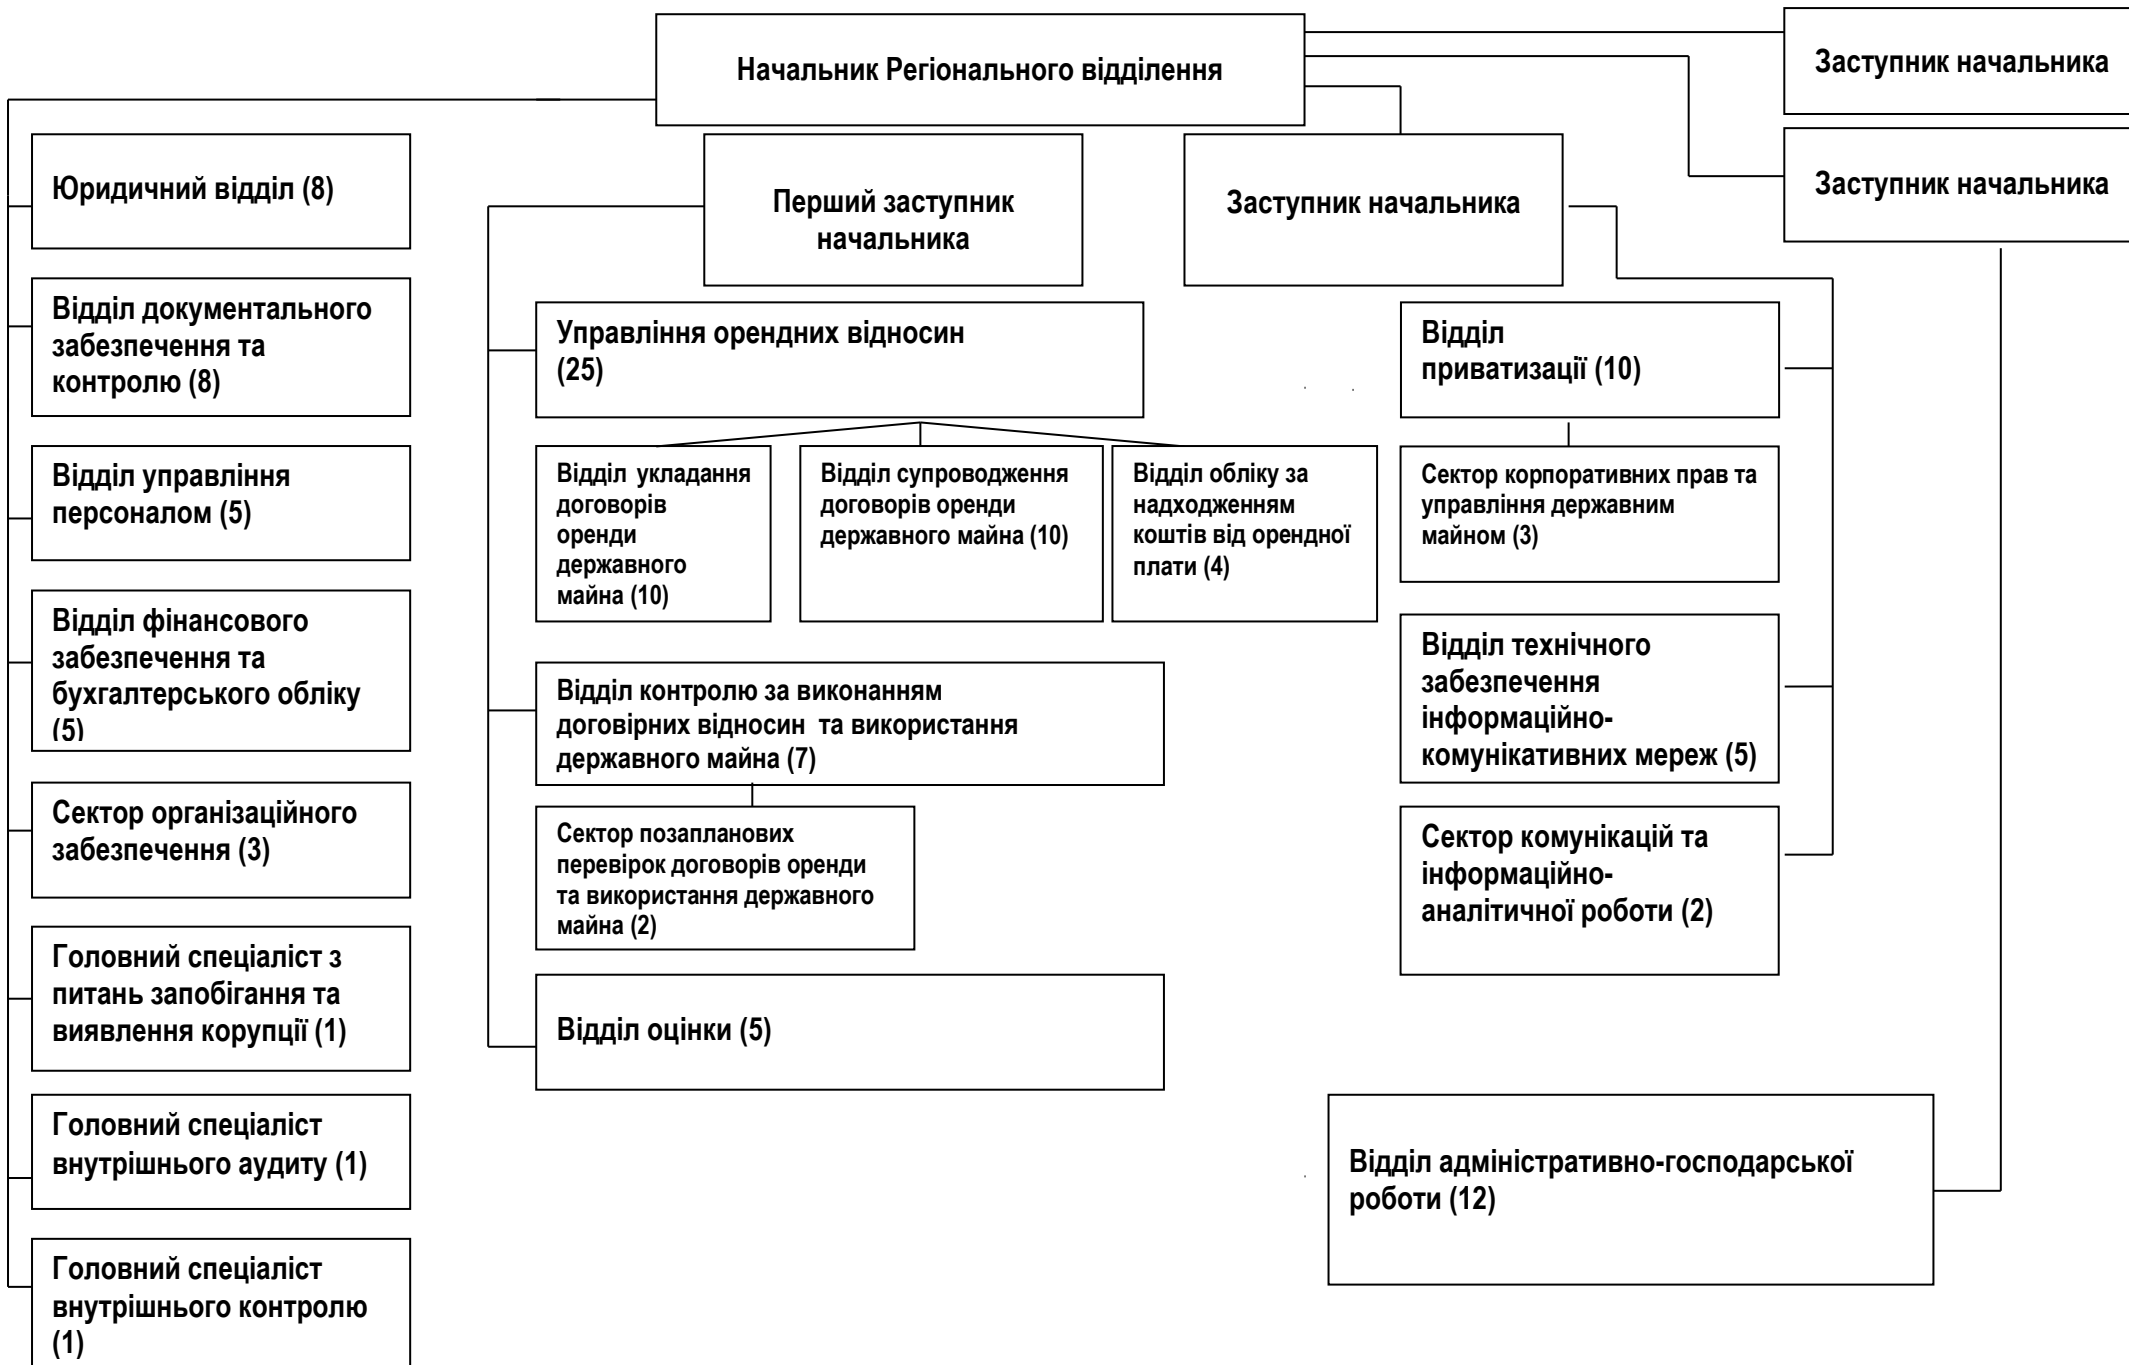 Начальник Регіонального відділення
Заступник начальника
Заступник начальника
Перший заступник
начальника
Заступник начальника
Юридичний відділ (8)
Відділ документального
забезпечення та
контролю (8)
Відділ управління
персоналом (5)
Відділ фінансового
забезпечення та
бухгалтерського обліку
(5)
Сектор організаційного
забезпечення (3)
Головний спеціаліст з
питань запобігання та
виявлення корупції (1)
Головний спеціаліст
внутрішнього аудиту (1)
Головний спеціаліст
внутрішнього контролю
(1)
Управління орендних відносин
(25)
Відділ укладання
договорів
оренди
державного
майна (10)
Відділ супроводження
договорів оренди
державного майна (10)
Відділ обліку за
надходженням
коштів від орендної
плати (4)
Відділ контролю за виконанням
договірних відносин та використання
державного майна (7)
Сектор позапланових
перевірок договорів оренди
та використання державного
майна (2)
Відділ оцінки (5)
Відділ
приватизації (10)
Сектор корпоративних прав та
управління державним
майном (3)
Відділ технічного
забезпечення
інформаційно-
комунікативних мереж (5)
Сектор комунікацій та
інформаційно-
аналітичної роботи (2)
Відділ адміністративно-господарської
роботи (12)